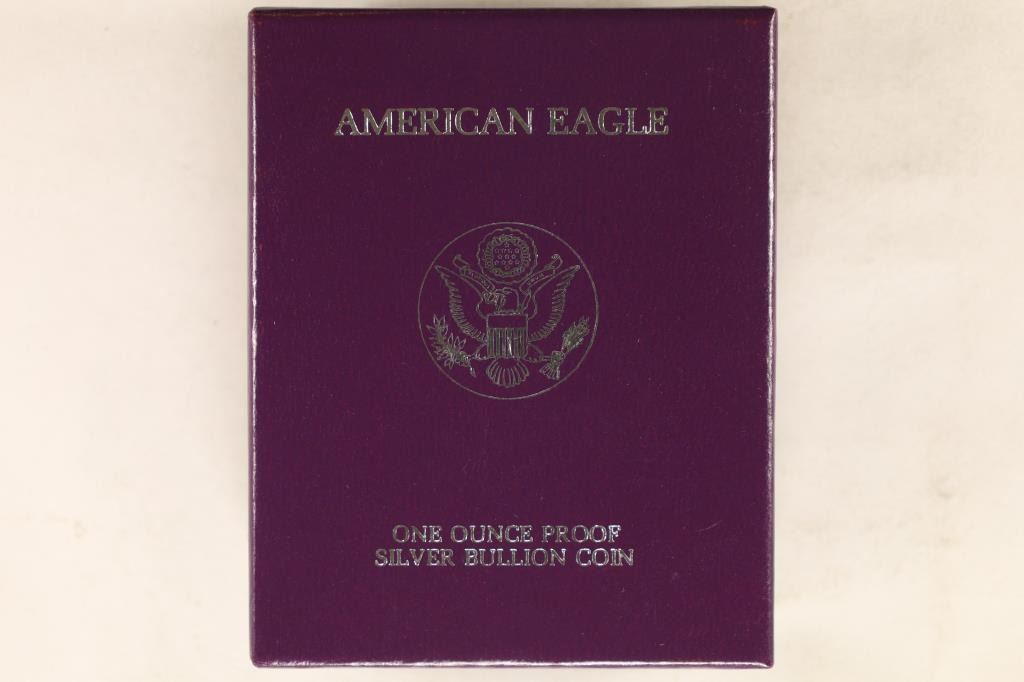 AMERICAN EAGLE
ONE OUNCE PROOF
SILVER BULLION COIN